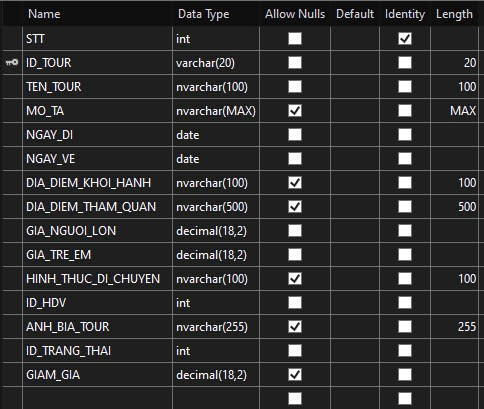 Name Data Type Allow Nulls Default Identity Length
STT int
ID_TOUR varchar(20) 20
TEN_TOUR nvarchar(100) 100
MO_TA nvarchar(MAX) MAX
NGAY_DI date
NGAY_VE date
DIA_DIEM_KHOI_HANH nvarchar(100) 100
DIA_DIEM_THAM_QUAN nvarchar(500) 500
GIA_NGUOI_LON decimal(18,2)
GIA_TRE_EM decimal(18,2)
HINH_THUC_DI_CHUYEN nvarchar(100) 100
ID_HDV int
ANH_BIA_TOUR nvarchar(255) 255
ID_TRANG_THAI int
GIAM_GIA decimal(18,2)